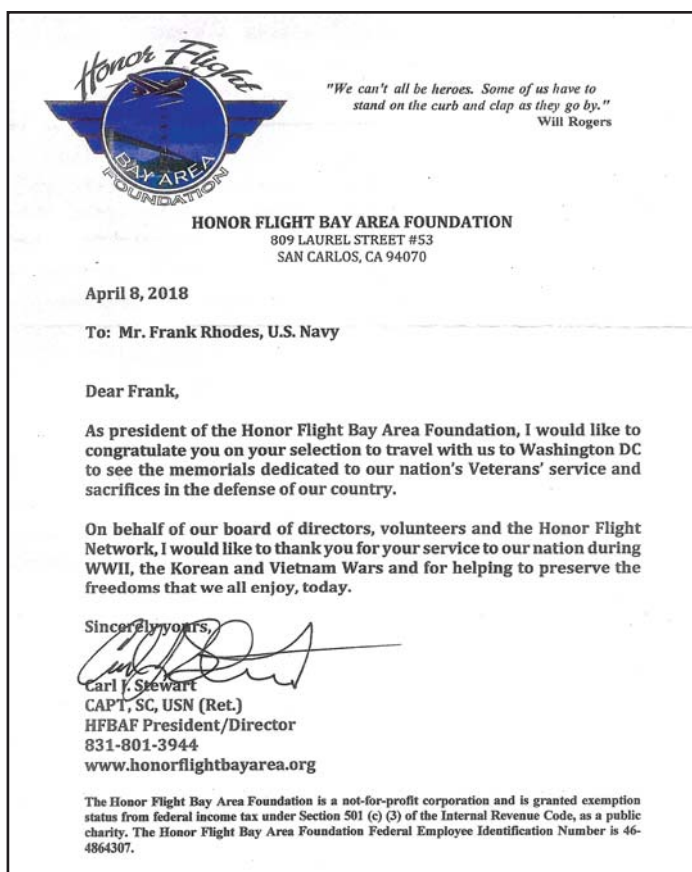 Honor Flight
BAY AREA
FOUNDATION
"We can't all be heroes. Some of us have to
stand on the curb and clap as they go by."
Will Rogers
HONOR FLIGHT BAY AREA FOUNDATION
809 LAUREL STREET #53
SAN CARLOS, CA 94070
April 8, 2018
To: Mr. Frank Rhodes, U.S. Navy
Dear Frank,
As president of the Honor Flight Bay Area Foundation, I would like to
congratulate you on your selection to travel with us to Washington DC
to see the memorials dedicated to our nation's Veterans' service and
sacrifices in the defense of our country.
On behalf of our board of directors, volunteers and the Honor Flight
Network, I would like to thank you for your service to our nation during
WWII, the Korean and Vietnam Wars and for helping to preserve the
freedoms that we all enjoy, today.
Sincerely yours,
Carl J. Stewart
CAPT, SC, USN (Ret.)
HFBAF President/Director
831-801-3944
www.honorflightbayarea.org
The Honor Flight Bay Area Foundation is a not-for-profit corporation and is granted exemption
status from federal income tax under Section 501 (c) (3) of the Internal Revenue Code, as a public
charity. The Honor Flight Bay Area Foundation Federal Employee Identification Number is 46-
4864307.